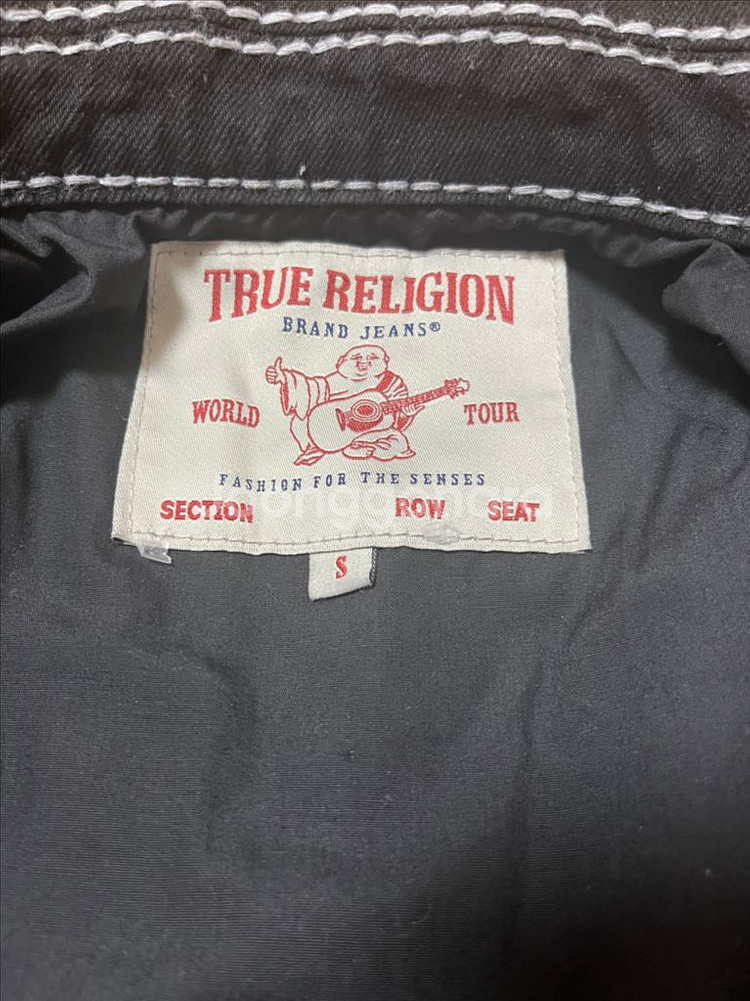 TRUE RELIGION
BRAND JEANS®
WORLD TOUR
FASHION FOR THE SENSES
SECTION ROW SEAT
S